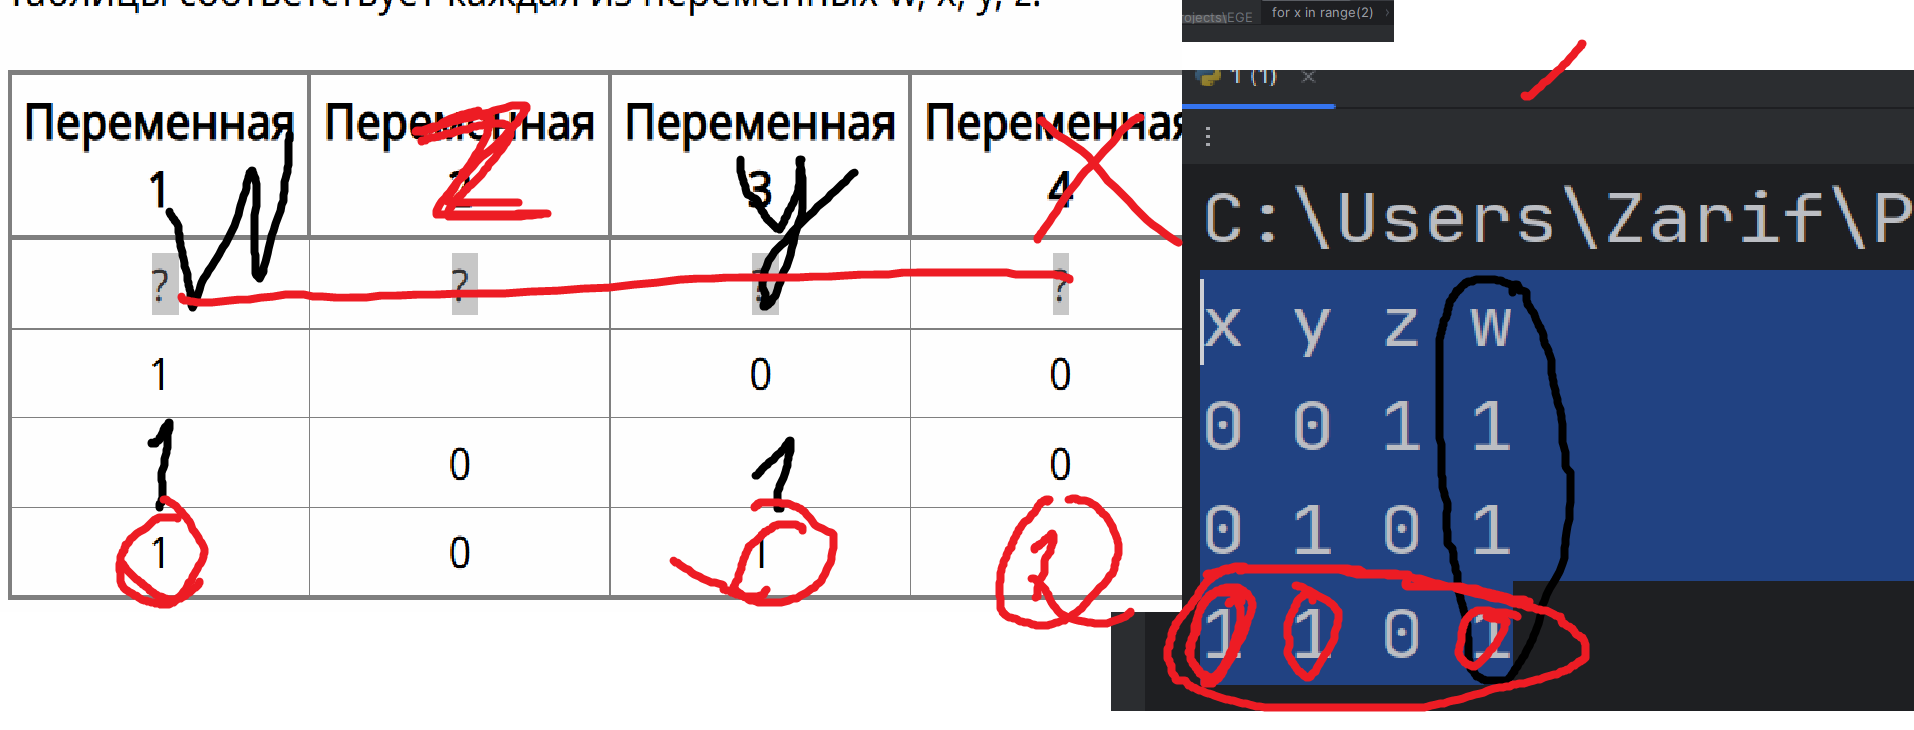 таблицы соответствует каждая из переменных w, x, y, z.
rojects\EGE for x in range(2)
1 (1) ×
Переменная 1 Переменная Переменная 3 Переменная 4
W Z y X
? ? ?
1 0 0
1 0 1 0
1 0 1 1
C:\Users\Zarif\P
x y z w
0 0 1 1
0 1 0 1
1 1 0 1